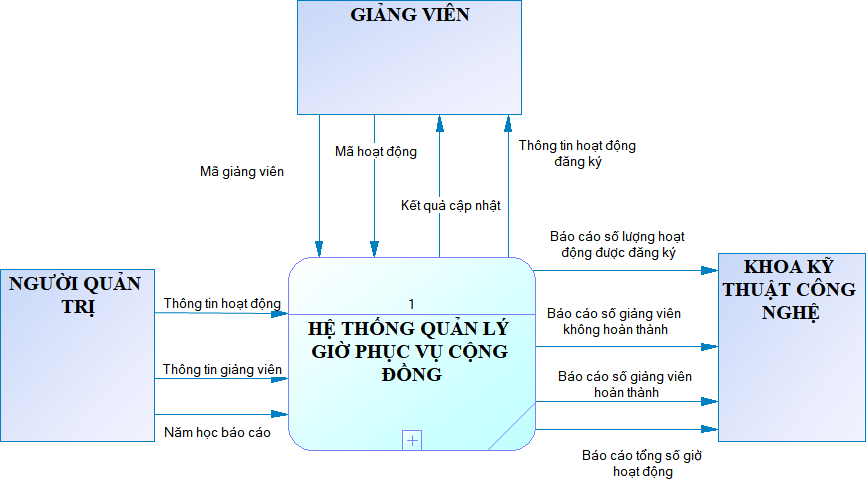 GIẢNG VIÊN
Mã giảng viên
Mã hoạt động
Kết quả cập nhật
Thông tin hoạt động
đăng ký
NGƯỜI QUẢN
TRỊ
Thông tin hoạt động
Thông tin giảng viên
Năm học báo cáo
1
HỆ THỐNG QUẢN LÝ
GIỜ PHỤC VỤ CỘNG
ĐỒNG
Báo cáo số lượng hoạt
động được đăng ký
Báo cáo số giảng viên
không hoàn thành
Báo cáo số giảng viên
hoàn thành
Báo cáo tổng số giờ
hoạt động
KHOA KỸ
THUẬT CÔNG
NGHỆ